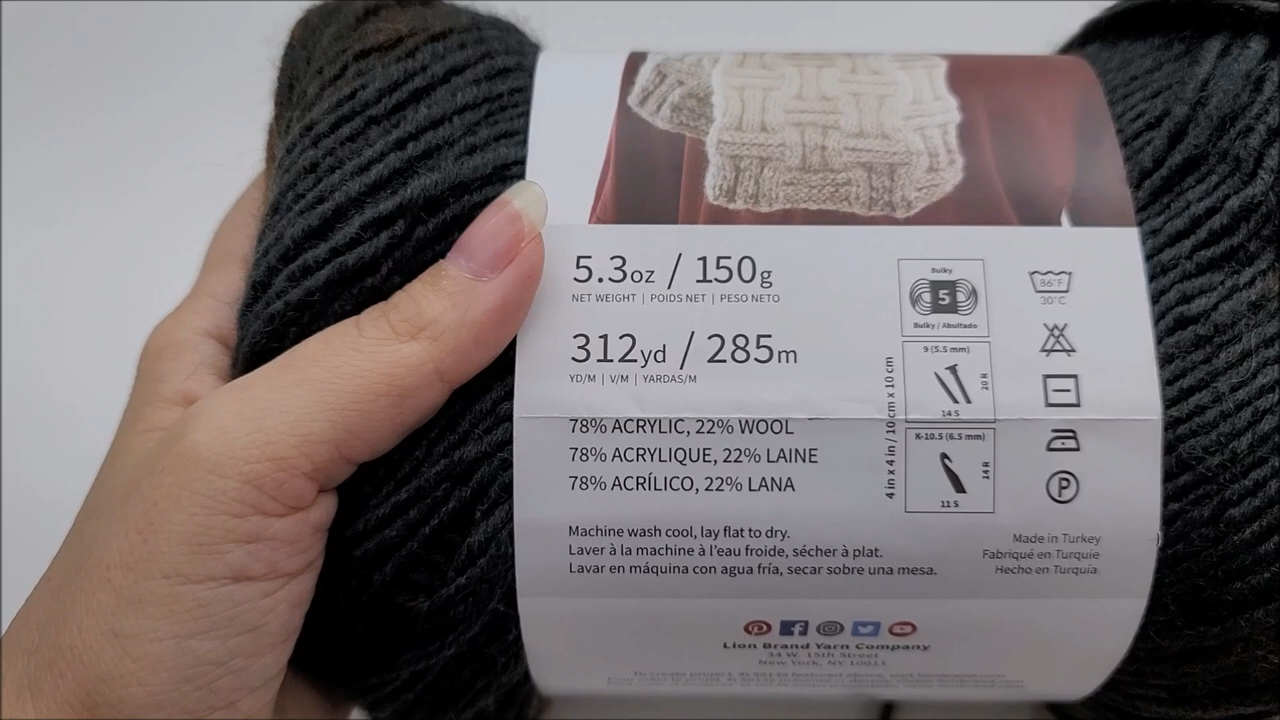 5.3oz / 150g
NET WEIGHT | POIDS NET | PESO NETO
312yd / 285m
YD/M | V/M | YARDAS/M
78% ACRYLIC, 22% WOOL
78% ACRYLIQUE, 22% LAINE
78% ACRÍLICO, 22% LANA
Machine wash cool, lay flat to dry.
Laver à la machine à l'eau froide, sécher à plat.
Lavar en máquina con agua fría, secar sobre una mesa.
4 in x 4 in / 10 cm x 10 cm
Bulky
5
Bulky / Abultado
9 (5.5 mm)
20 R
14 S
K-10.5 (6.5 mm)
14 R
11 S
86°F
30°C
P
Made in Turkey
Fabriqué en Turquie
Hecho en Turquía
Lion Brand Yarn Company
34 W. 15th Street
New York, NY 10011